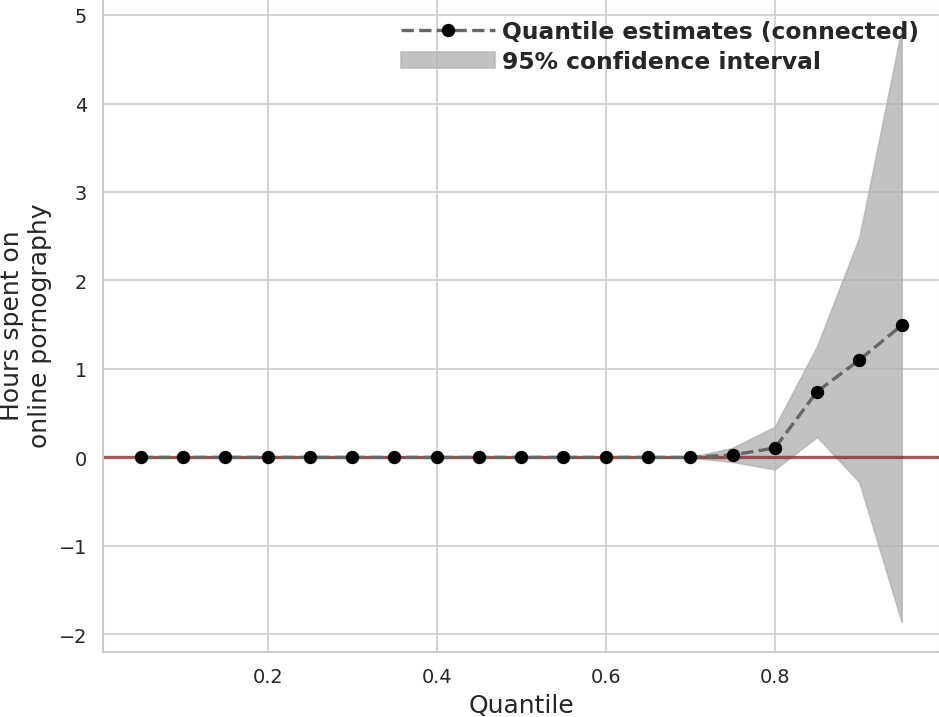 5
4
3
2
1
0
−1
−2
Hours spent on
online pornography
Quantile estimates (connected)
95% confidence interval
0.2
0.4
0.6
0.8
Quantile